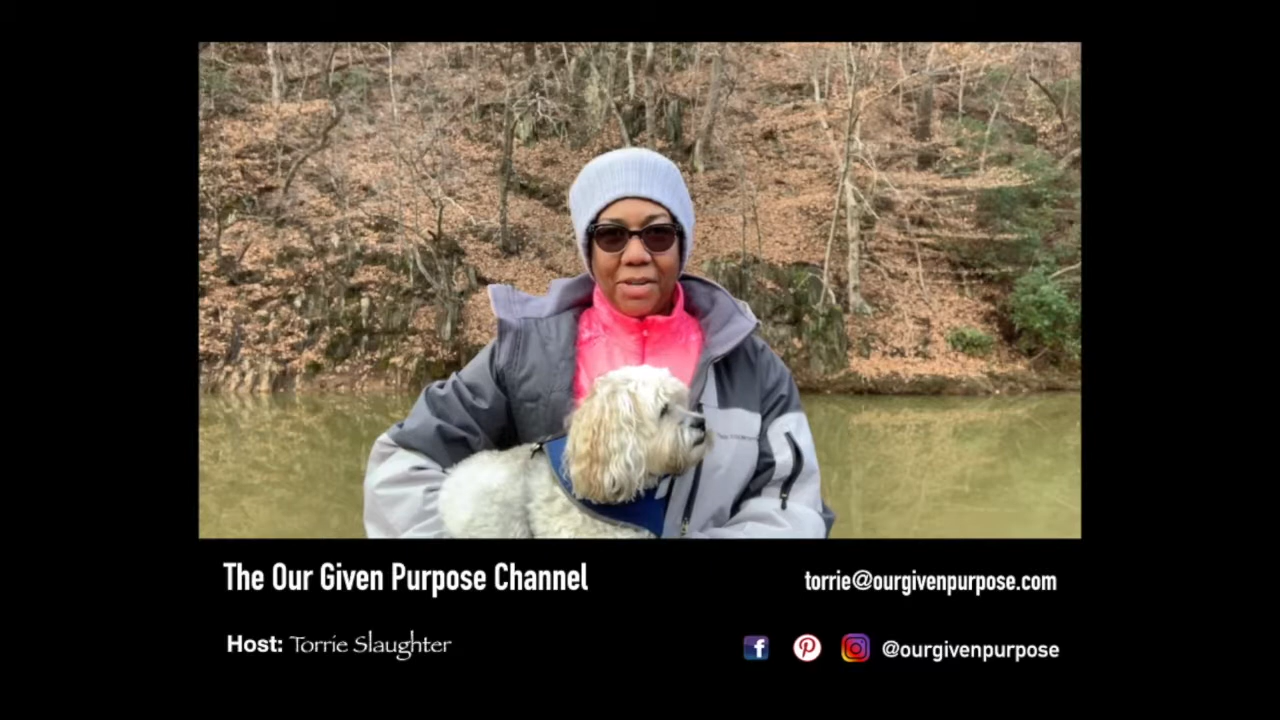 The Our Given Purpose Channel
torrie@ourgivenpurpose.com
Host: Torrie Slaughter
@ourgivenpurpose